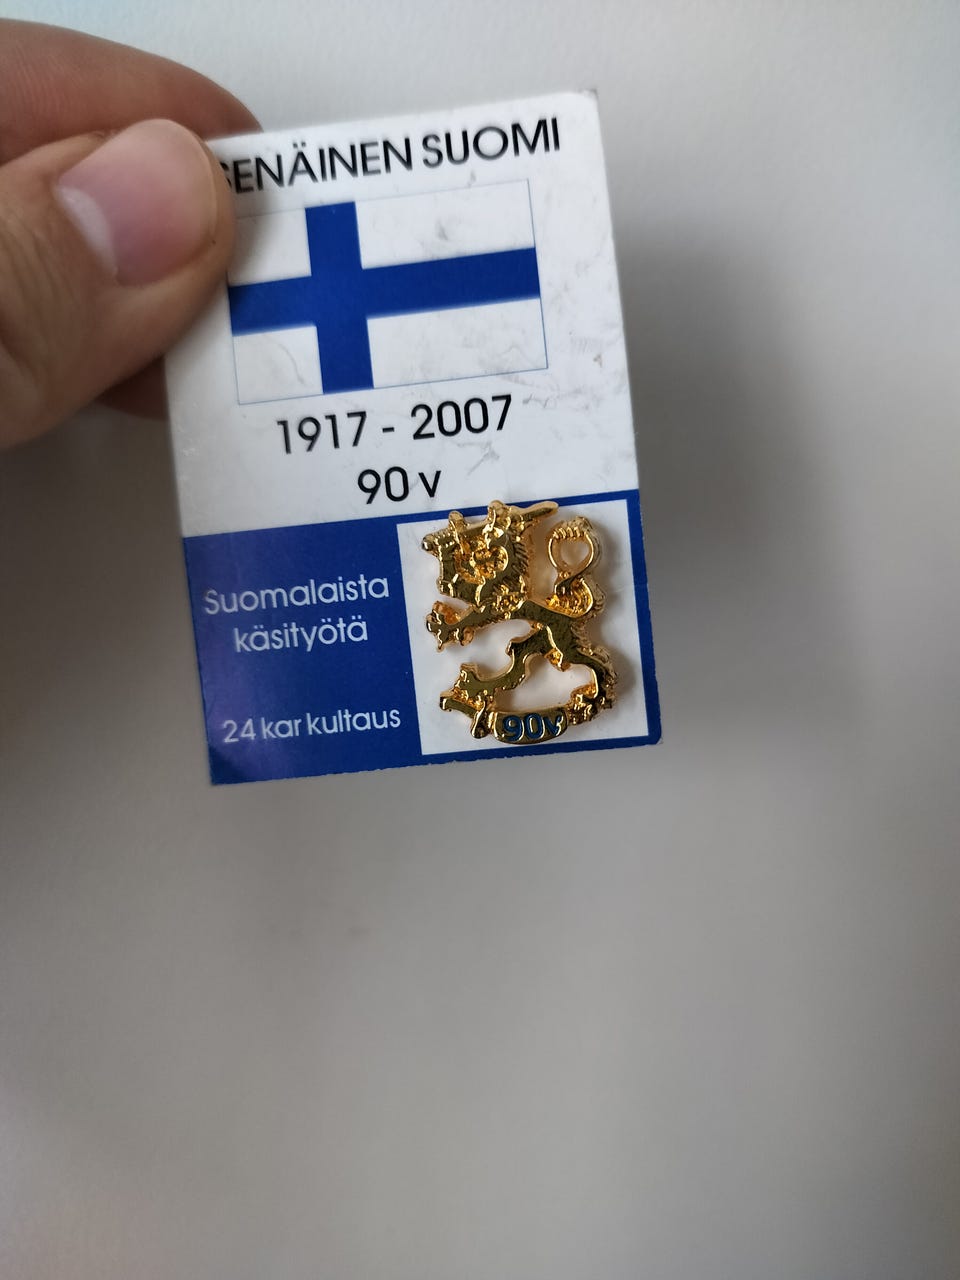 SENÄINEN SUOMI
1917 - 2007
90 v
Suomalaista
käsityötä
24 kar kultaus
90v